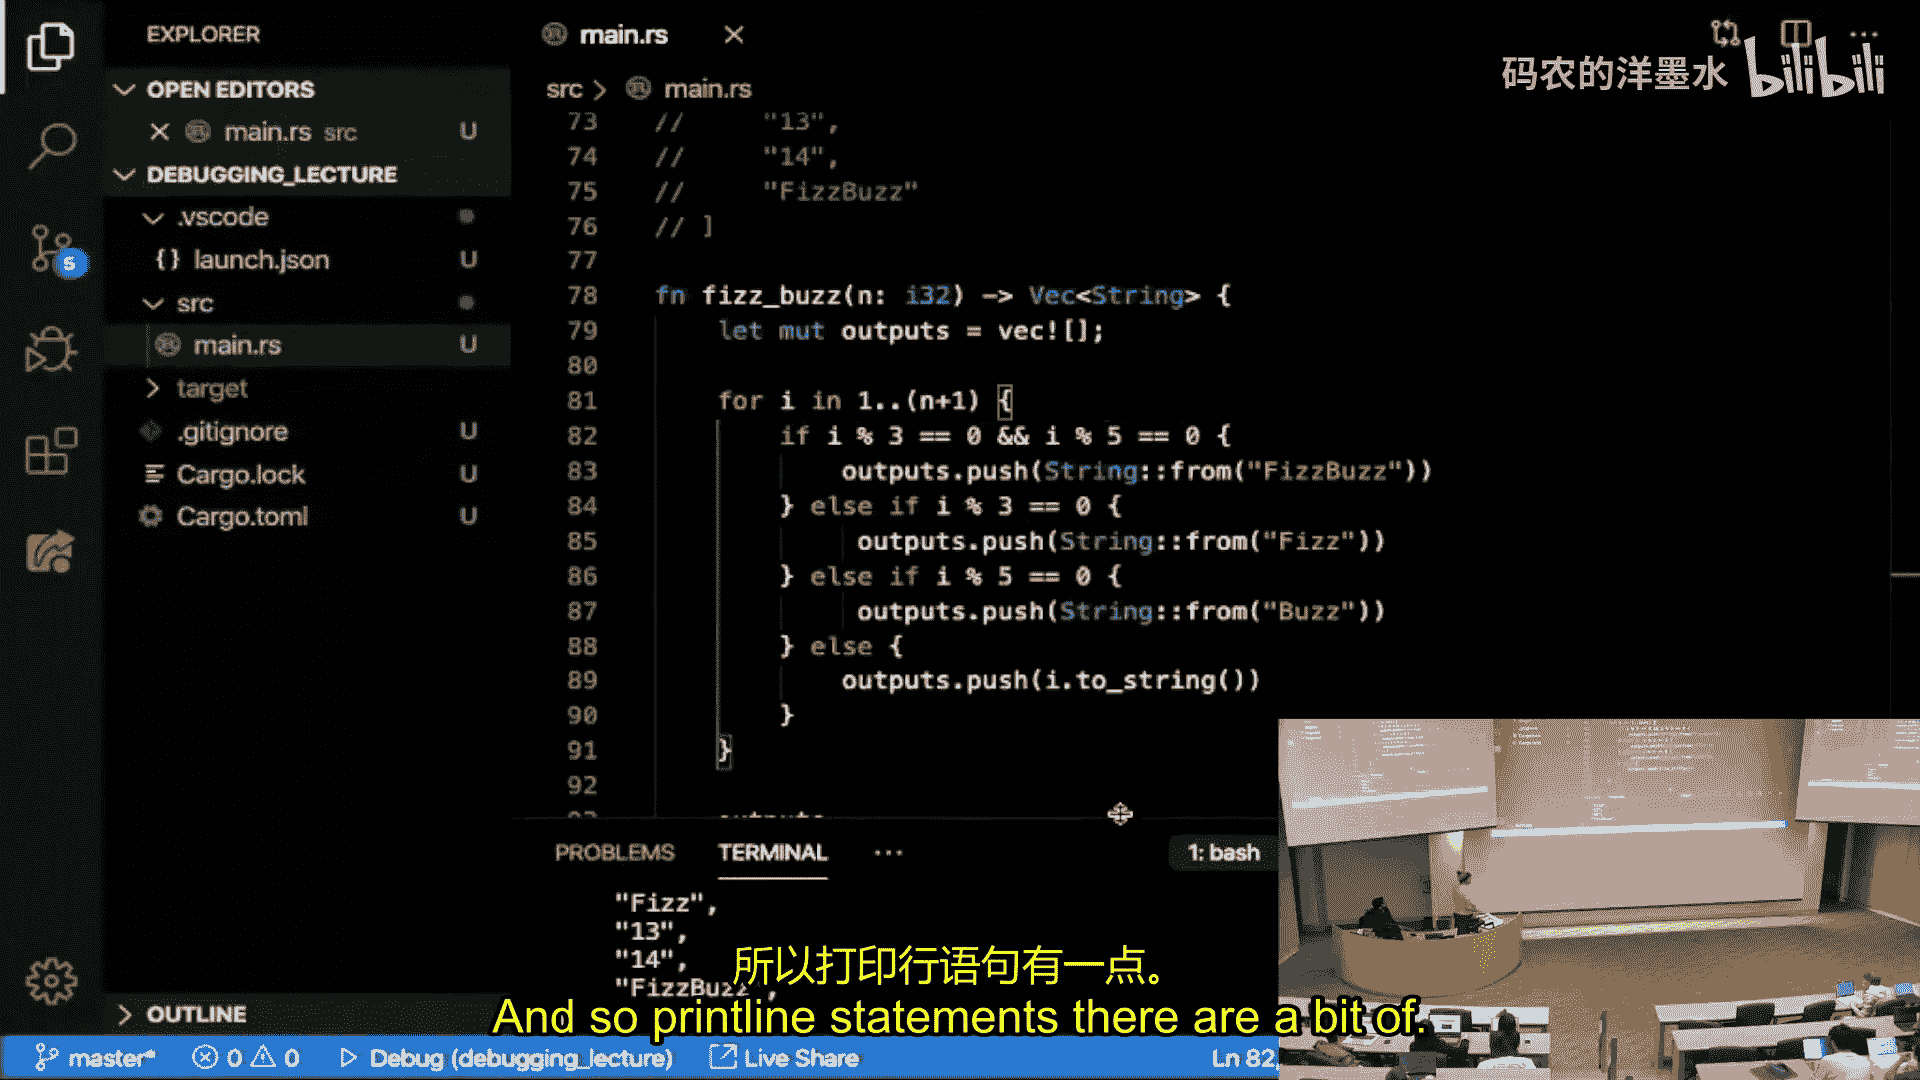 EXPLORER
OPEN EDITORS
main.rs src U
DEBUGGING_LECTURE
.vscode
{} launch.json U
src
main.rs U
target
.gitignore U
Cargo.lock U
Cargo.toml U
OUTLINE
5
main.rs
码农的洋墨水 bilibili
src > main.rs
73 // "13",
74 // "14",
75 // "FizzBuzz"
76 // ]
77
78 fn fizz_buzz(n: i32) -> Vec<String> {
79 let mut outputs = vec![];
80
81 for i in 1..(n+1) {
82 if i % 3 == 0 && i % 5 == 0 {
83 outputs.push(String::from("FizzBuzz"))
84 } else if i % 3 == 0 {
85 outputs.push(String::from("Fizz"))
86 } else if i % 5 == 0 {
87 outputs.push(String::from("Buzz"))
88 } else {
89 outputs.push(i.to_string())
90 }
91 }
92
PROBLEMS TERMINAL ... 1: bash
"Fizz",
"13",
"14",
"FizzBuzz",
所以打印行语句有一点。
And so printline statements there are a bit of.
master* 0 0 Debug (debugging_lecture) Live Share Ln 82,